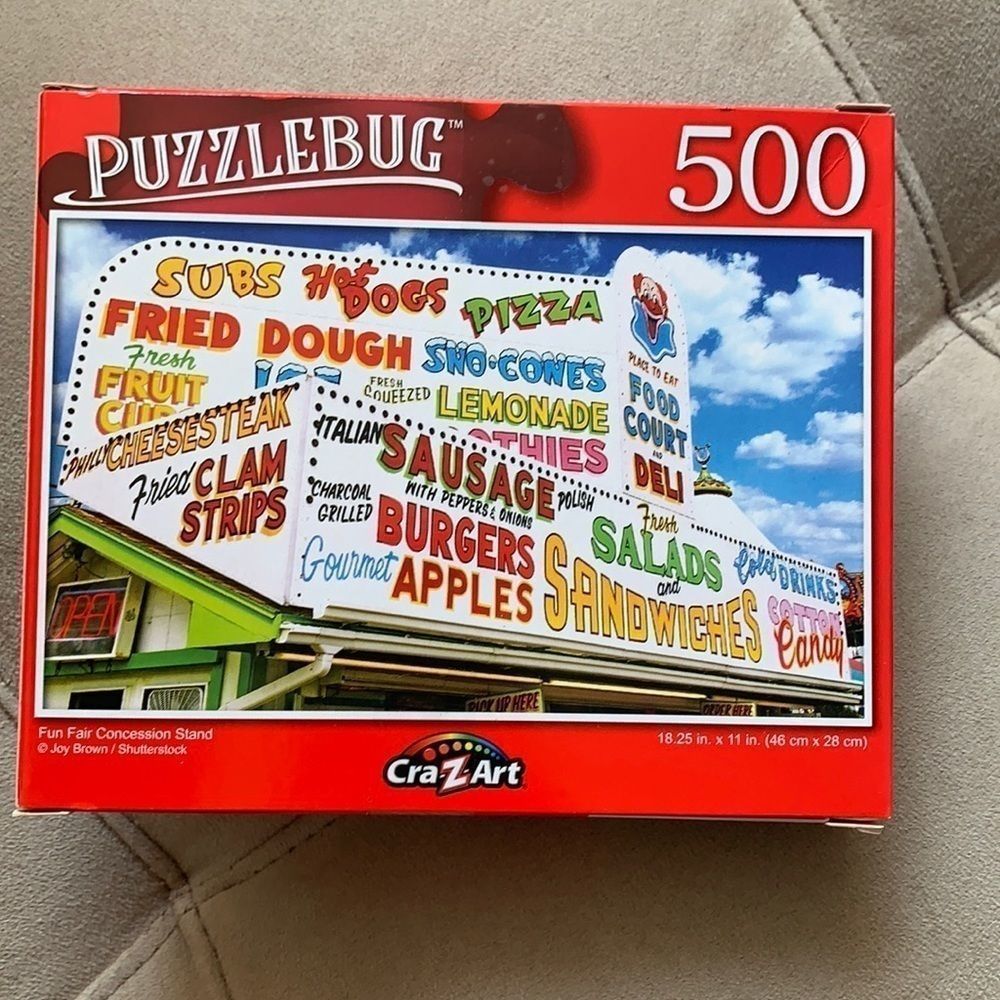 PUZZLEBUG™
500
SUBS HOT DOGS PIZZA
FRIED DOUGH SNO-CONES
Fresh
FRUIT
FRESH SQUEEZED LEMONADE
PLACE TO EAT
FOOD
COURT
AND
DELI
PHILLY CHEESESTEAK
Fried CLAM
STRIPS
ITALIAN SAUSAGE POLISH
WITH PEPPERS & ONIONS
CHARCOAL
GRILLED BURGERS
Gourmet APPLES
Fresh
SALADS
and
SANDWICHES
Cold DRINKS
COTTON
Candy
OPEN
PICK UP HERE
ORDER HERE
Fun Fair Concession Stand
© Joy Brown / Shutterstock
18.25 in. x 11 in. (46 cm x 28 cm)
Cra-Z-Art